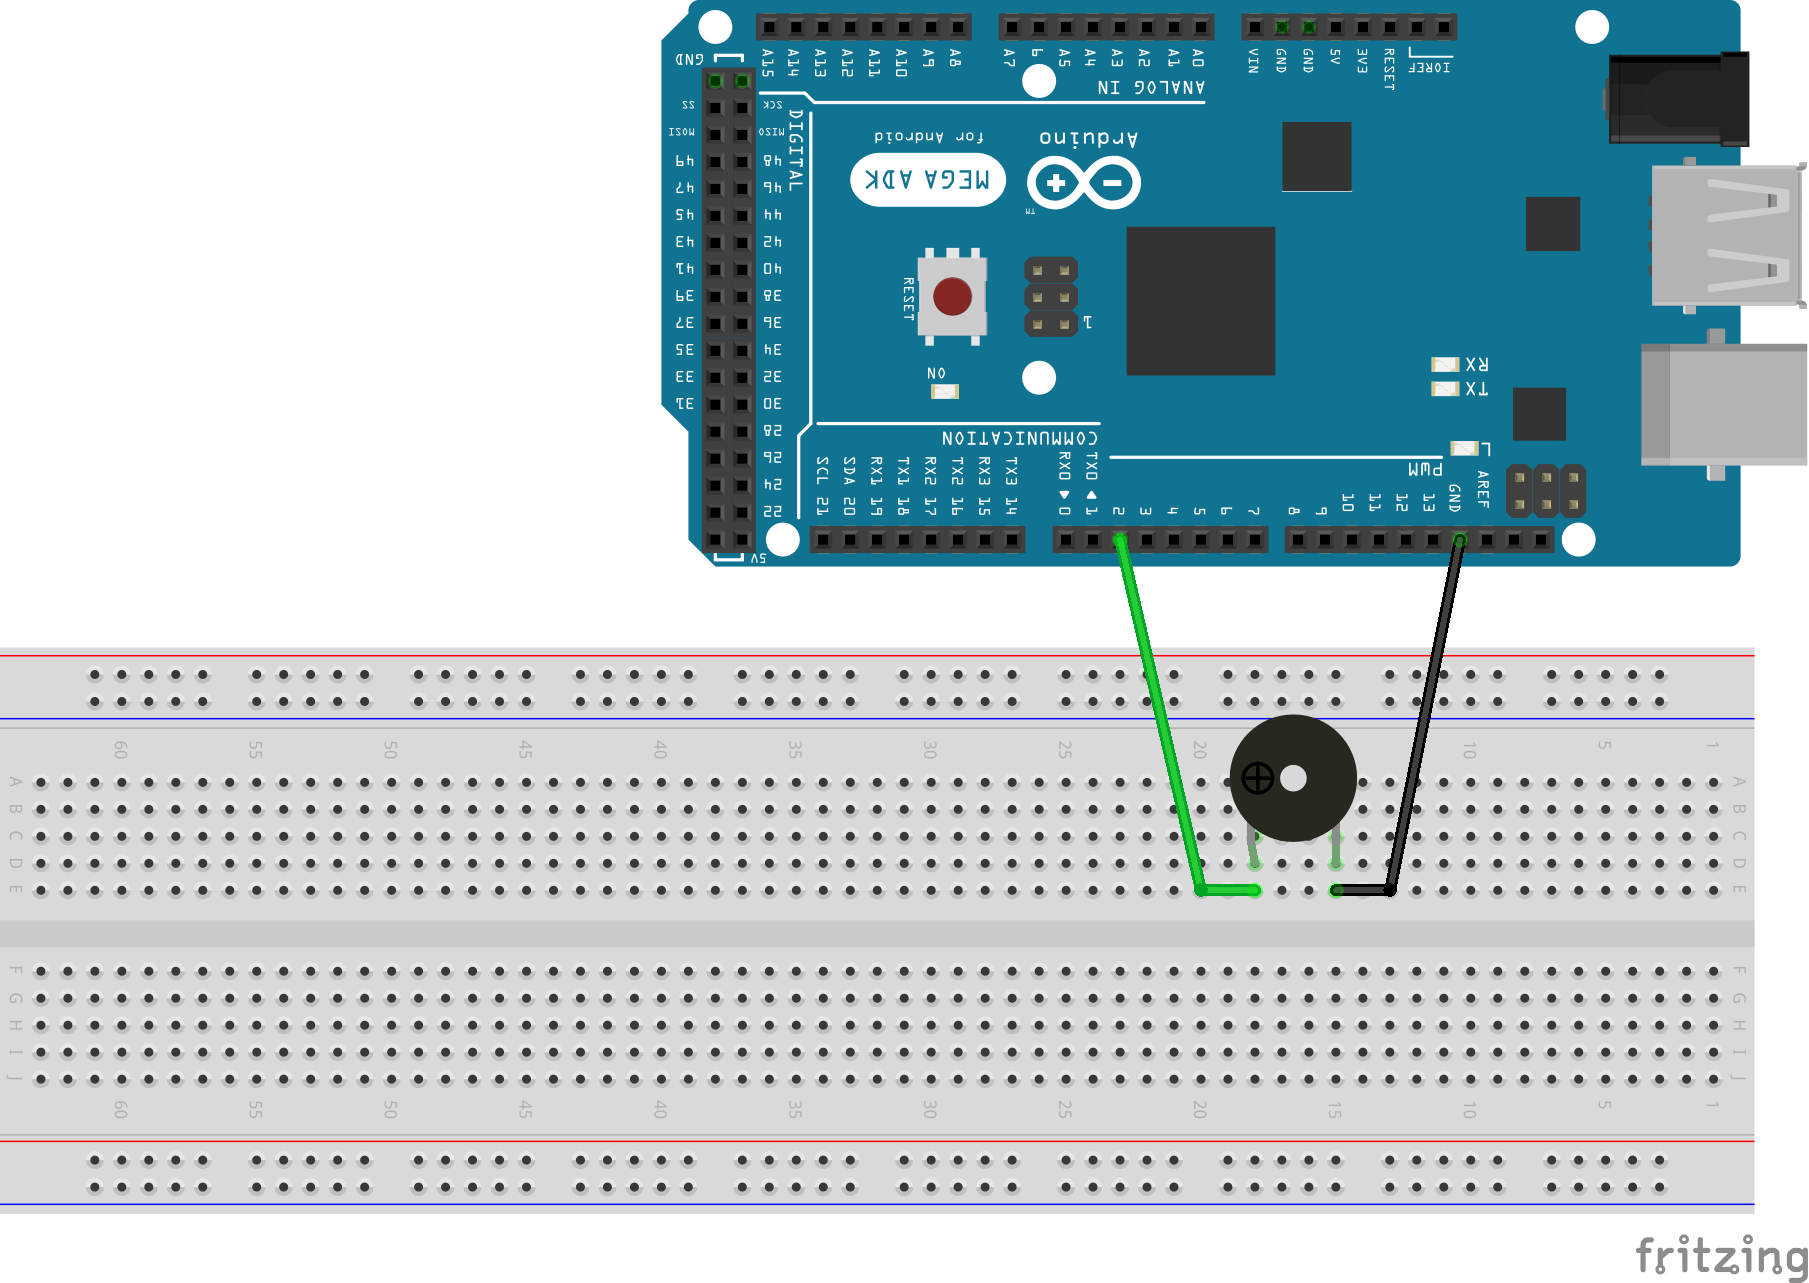 A15 A14 A13 A12 A11 A10 A9 A8 A7 6 A5 A4 A3 A2 A1 A0 VIN GND GND 5V 3V3 RESET IOREF
GND
ANALOG IN
SS SCK
MOSI MISO
DIGITAL
for Android
Arduino
49 48
MEGA ADK
47 46
TM
45 44
43 42
41 40
39 38
37 36
35 34
33 32
31 30
28
26
24
22
RESET
1
ON
RX
TX
L
COMMUNICATION
PWM
SCL 21 SDA 20 RX1 19 TX1 18 RX2 17 TX2 16 RX3 15 TX3 14 RX0 0 TX0 1 2 3 4 5 6 7 8 9 10 11 12 13 GND AREF
5V
60 55 50 45 40 35 30 25 20 10 5 1
A A
B B
C C
D D
E E
F F
G G
H H
I I
J J
60 55 50 45 40 35 30 25 20 15 10 5 1
fritzing